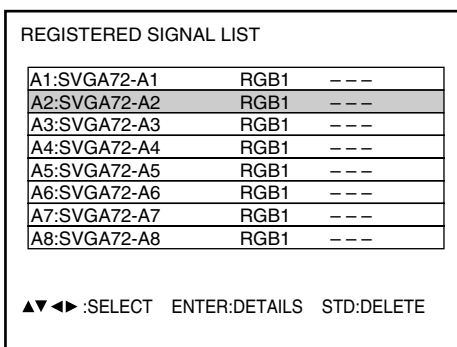 REGISTERED SIGNAL LIST
A1:SVGA72-A1 RGB1 – – –
A2:SVGA72-A2 RGB1 – – –
A3:SVGA72-A3 RGB1 – – –
A4:SVGA72-A4 RGB1 – – –
A5:SVGA72-A5 RGB1 – – –
A6:SVGA72-A6 RGB1 – – –
A7:SVGA72-A7 RGB1 – – –
A8:SVGA72-A8 RGB1 – – –
▲▼◄► :SELECT ENTER:DETAILS STD:DELETE